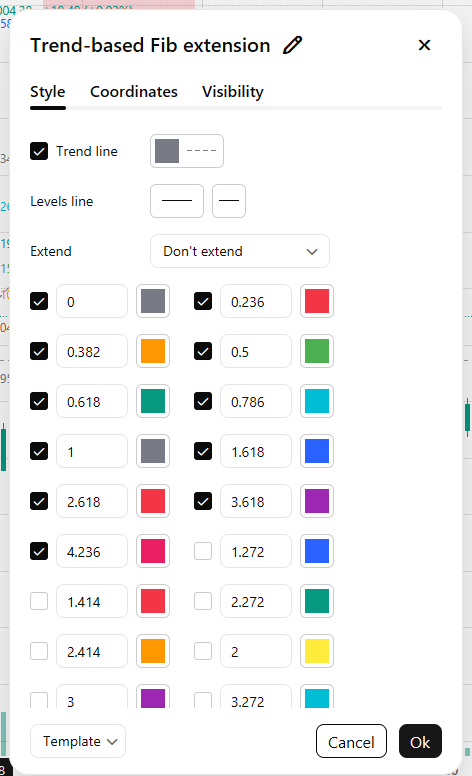 Trend-based Fib extension
Style Coordinates Visibility
Trend line
Levels line
Extend Don't extend
0 0.236
0.382 0.5
0.618 0.786
1 1.618
2.618 3.618
4.236 1.272
1.414 2.272
2.414 2
3 3.272
Template Cancel Ok